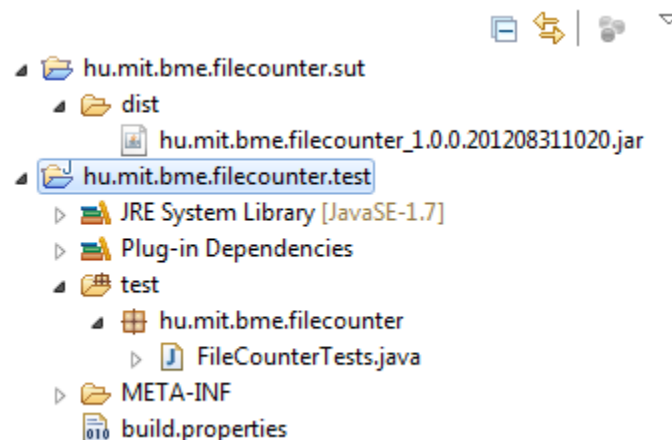 hu.mit.bme.filecounter.sut
dist
hu.mit.bme.filecounter_1.0.0.201208311020.jar
hu.mit.bme.filecounter.test
JRE System Library [JavaSE-1.7]
Plug-in Dependencies
test
hu.mit.bme.filecounter
J FileCounterTests.java
META-INF
010 build.properties